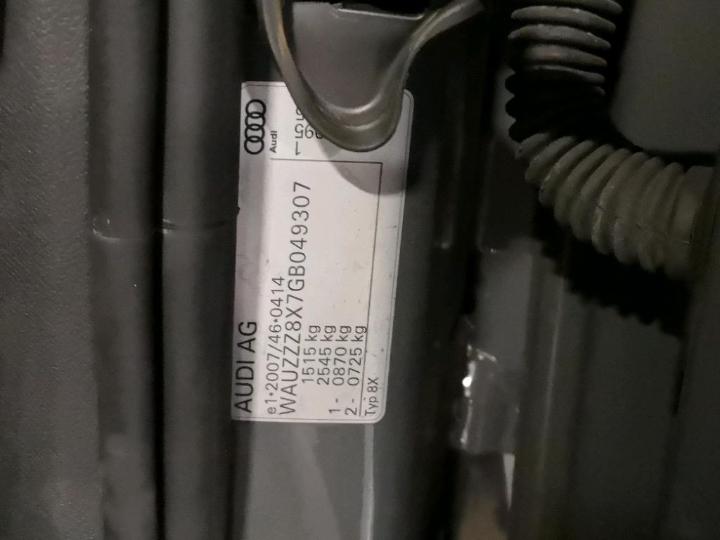 AUDI AG
e1*2007/46*0414
WAUZZZ8X7GB049307
1515 kg
2545 kg
1 - 0870 kg
2 - 0725 kg
Typ 8X
Audi